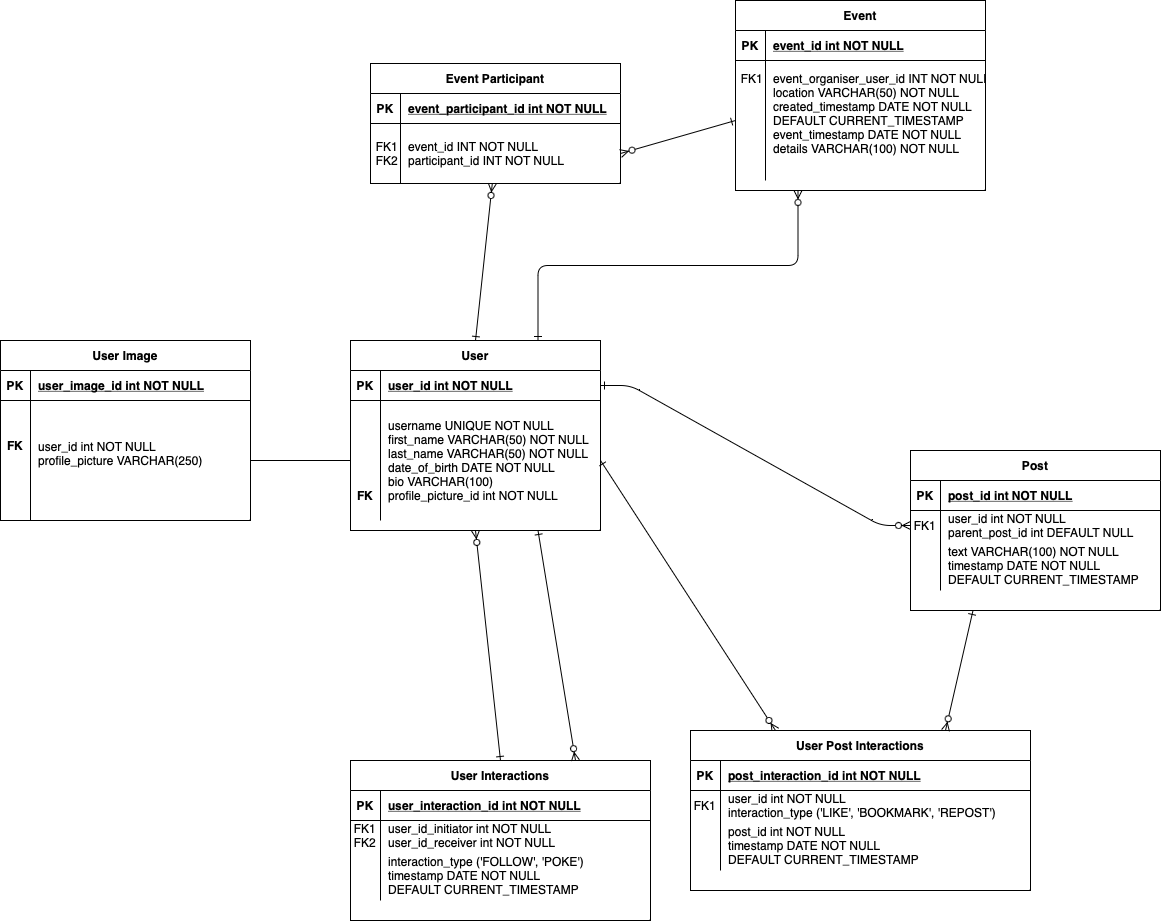 Event
PK event_id int NOT NULL
FK1 event_organiser_user_id INT NOT NUL
location VARCHAR(50) NOT NULL
created_timestamp DATE NOT NULL
DEFAULT CURRENT_TIMESTAMP
event_timestamp DATE NOT NULL
details VARCHAR(100) NOT NULL
Event Participant
PK event_participant_id int NOT NULL
FK1 event_id INT NOT NULL
FK2 participant_id INT NOT NULL
User Image
PK user_image_id int NOT NULL
FK user_id int NOT NULL
profile_picture VARCHAR(250)
User
PK user_id int NOT NULL
username UNIQUE NOT NULL
first_name VARCHAR(50) NOT NULL
last_name VARCHAR(50) NOT NULL
date_of_birth DATE NOT NULL
bio VARCHAR(100)
FK profile_picture_id int NOT NULL
Post
PK post_id int NOT NULL
FK1 user_id int NOT NULL
parent_post_id int DEFAULT NULL
text VARCHAR(100) NOT NULL
timestamp DATE NOT NULL
DEFAULT CURRENT_TIMESTAMP
User Interactions
PK user_interaction_id int NOT NULL
FK1 user_id_initiator int NOT NULL
FK2 user_id_receiver int NOT NULL
interaction_type ('FOLLOW', 'POKE')
timestamp DATE NOT NULL
DEFAULT CURRENT_TIMESTAMP
User Post Interactions
PK post_interaction_id int NOT NULL
FK1 user_id int NOT NULL
interaction_type ('LIKE', 'BOOKMARK', 'REPOST')
post_id int NOT NULL
timestamp DATE NOT NULL
DEFAULT CURRENT_TIMESTAMP